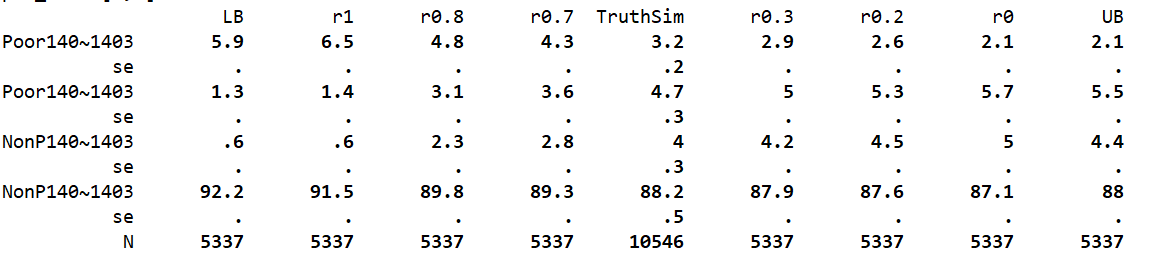 LB r1 r0.8 r0.7 TruthSim r0.3 r0.2 r0 UB
Poor140~1403 5.9 6.5 4.8 4.3 3.2 2.9 2.6 2.1 2.1
se . . . . .2 . . . .
Poor140~1403 1.3 1.4 3.1 3.6 4.7 5 5.3 5.7 5.5
se . . . . .3 . . . .
NonP140~1403 .6 .6 2.3 2.8 4 4.2 4.5 5 4.4
se . . . . .3 . . . .
NonP140~1403 92.2 91.5 89.8 89.3 88.2 87.9 87.6 87.1 88
se . . . . .5 . . . .
N 5337 5337 5337 5337 10546 5337 5337 5337 5337